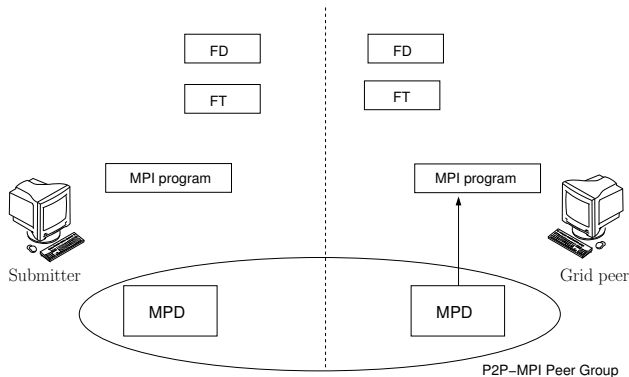 FD
FD
FT
FT
MPI program
MPI program
Submitter
Grid peer
MPD
MPD
P2P−MPI Peer Group